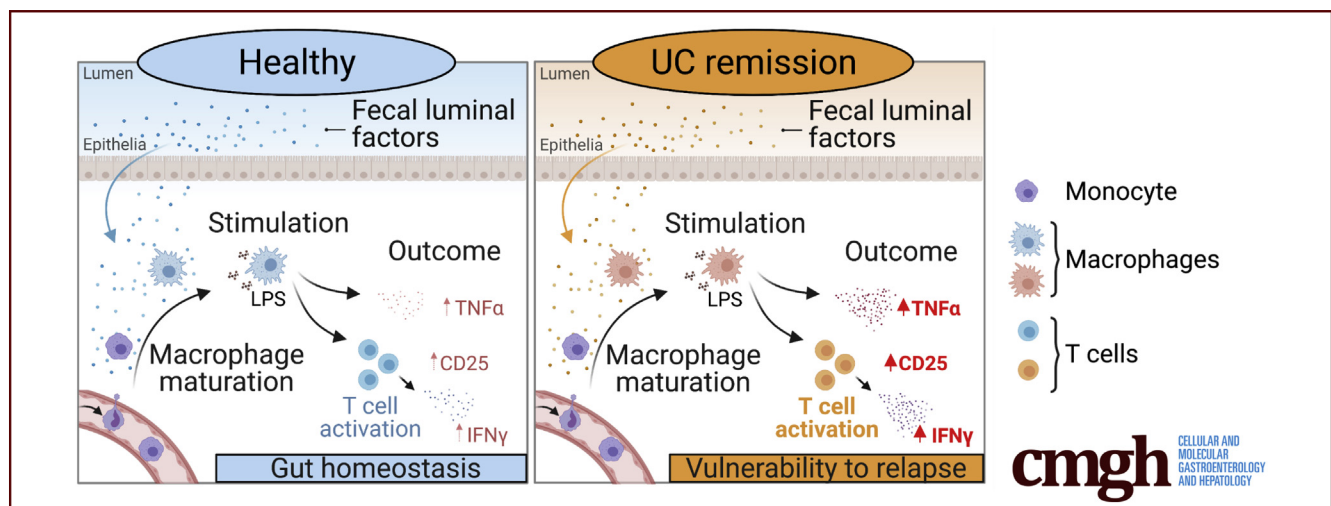 Healthy
Lumen
Fecal luminal
factors
Epithelia
Stimulation
Outcome
LPS
↑TNFα
Macrophage
maturation
↑CD25
T cell
activation
↑IFNγ
Gut homeostasis
UC remission
Lumen
Fecal luminal
factors
Epithelia
Stimulation
Outcome
LPS
↑TNFα
Macrophage
maturation
↑CD25
T cell
activation
↑IFNγ
Vulnerability to relapse
Monocyte
Macrophages
T cells
cmgh
CELLULAR AND
MOLECULAR
GASTROENTEROLOGY
AND HEPATOLOGY